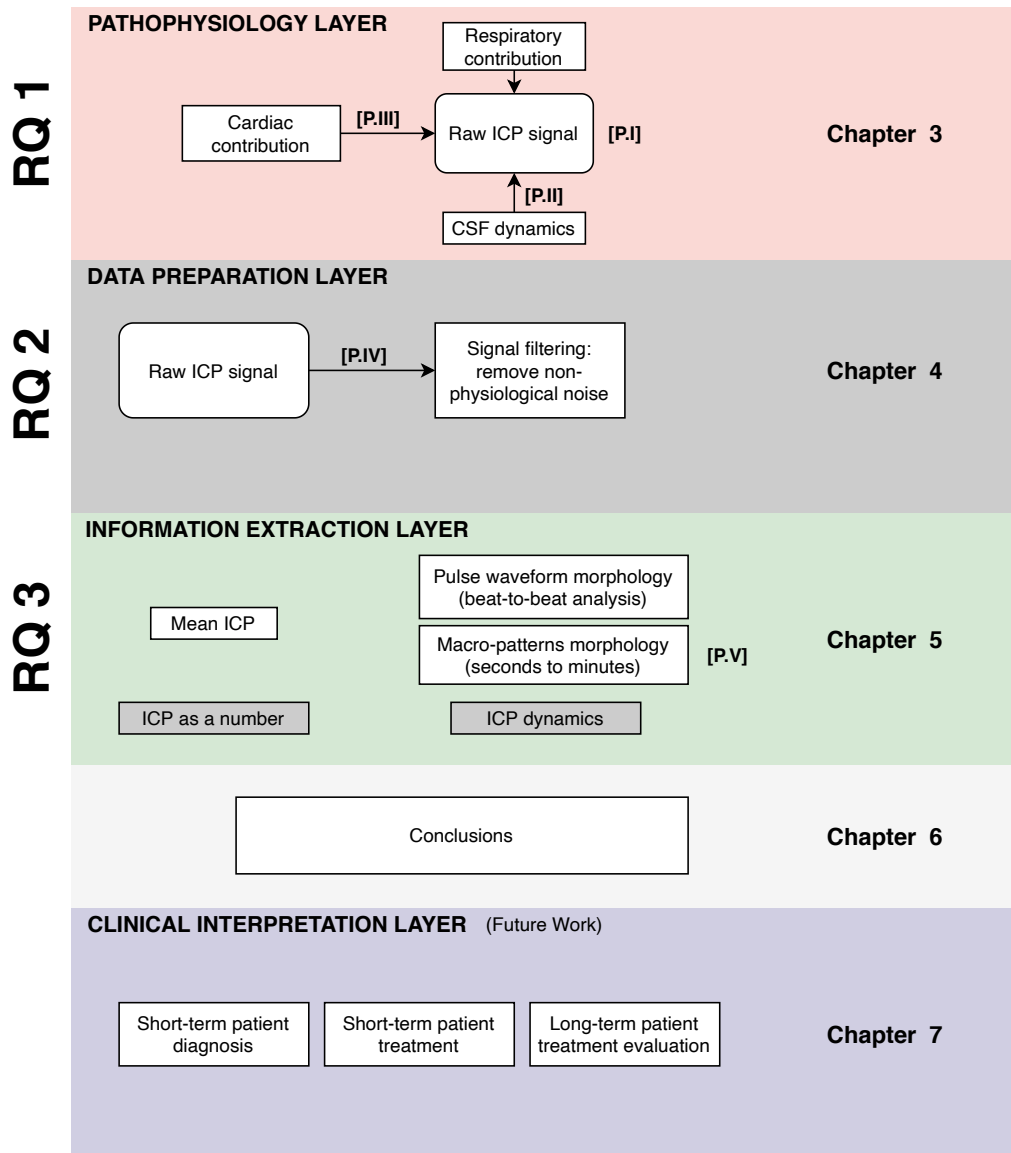 RQ 1
PATHOPHYSIOLOGY LAYER
Respiratory
contribution
Cardiac
contribution
[P.III]
Raw ICP signal
[P.I]
[P.II]
CSF dynamics
Chapter 3
RQ 2
DATA PREPARATION LAYER
Raw ICP signal
[P.IV]
Signal filtering:
remove non-
physiological noise
Chapter 4
RQ 3
INFORMATION EXTRACTION LAYER
Mean ICP
Pulse waveform morphology
(beat-to-beat analysis)
Macro-patterns morphology
(seconds to minutes)
[P.V]
ICP as a number
ICP dynamics
Chapter 5
Conclusions
Chapter 6
CLINICAL INTERPRETATION LAYER (Future Work)
Short-term patient
diagnosis
Short-term patient
treatment
Long-term patient
treatment evaluation
Chapter 7